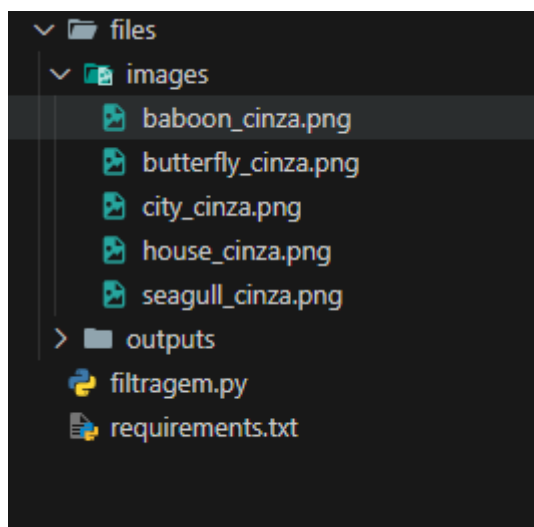 files
images
baboon_cinza.png
butterfly_cinza.png
city_cinza.png
house_cinza.png
seagull_cinza.png
outputs
filtragem.py
requirements.txt